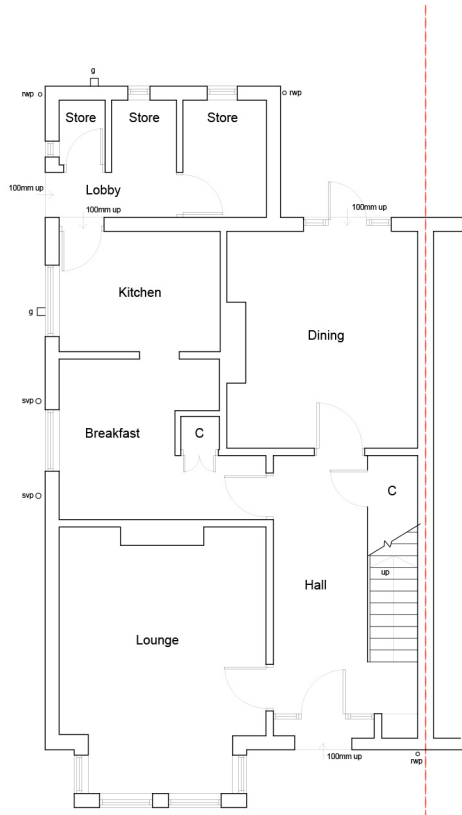 g
rwp
rwp
Store
Store
Store
Lobby
100mm up
100mm up
100mm up
Kitchen
g
Dining
svp
Breakfast
C
svp
C
up
Hall
Lounge
100mm up
rwp